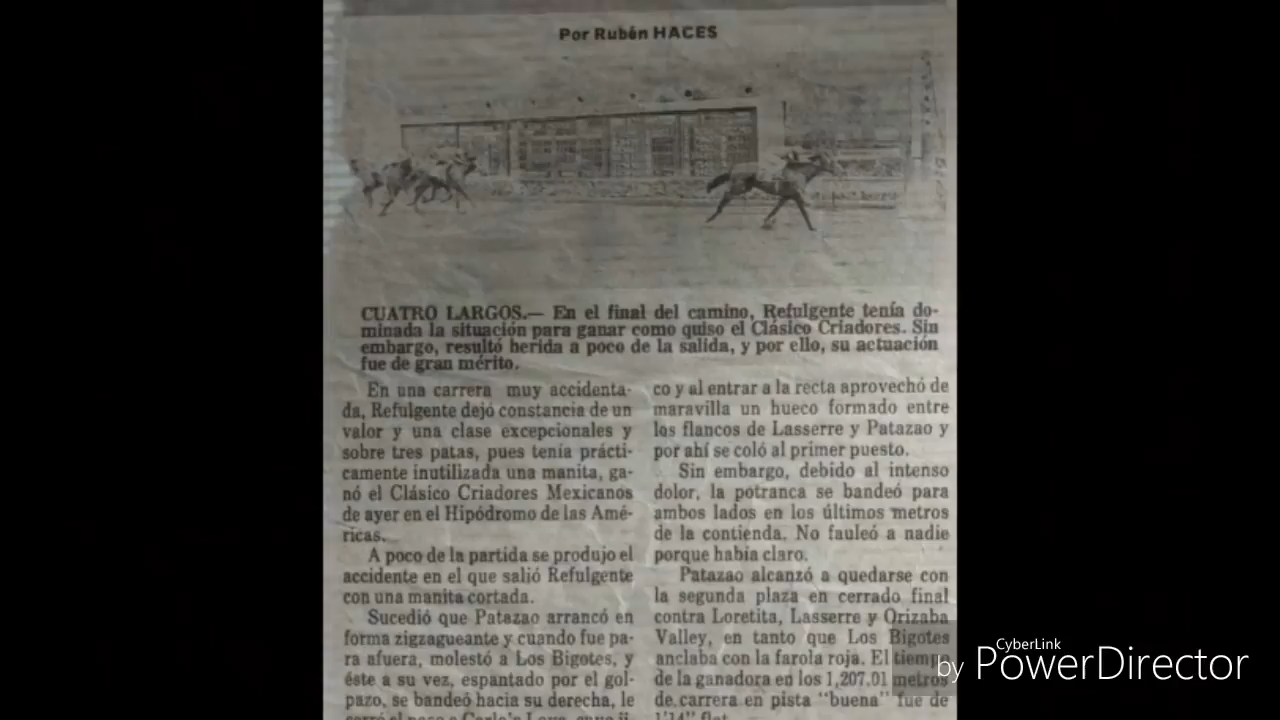 Por Rubén HACES
CUATRO LARGOS.— En el final del camino, Refulgente tenía do-
minada la situación para ganar como quiso el Clásico Criadores. Sin
embargo, resultó herida a poco de la salida, y por ello, su actuación
fue de gran mérito.
En una carrera muy accidenta-
da, Refulgente dejó constancia de un
valor y una clase excepcionales y
sobre tres patas, pues tenía prácti-
camente inutilizada una manita, ga-
nó el Clásico Criadores Mexicanos
de ayer en el Hipódromo de las Amé-
ricas.
A poco de la partida se produjo el
accidente en el que salió Refulgente
con una manita cortada.
Sucedió que Patazao arrancó en
forma zigzagueante y cuando fue pa-
ra afuera, molestó a Los Bigotes, y
éste a su vez, espantado por el gol-
pazo, se bandeó hacia su derecha, le
cerró el paso a
co y al entrar a la recta aprovechó de
maravilla un hueco formado entre
los flancos de Lasserre y Patazao y
por ahí se coló al primer puesto.
Sin embargo, debido al intenso
dolor, la potranca se bandeó para
ambos lados en los últimos metros
de la contienda. No fauleó a nadie
porque había claro.
Patazao alcanzó a quedarse con
la segunda plaza en cerrado final
contra Loretita, Lasserre y Orizaba
Valley, en tanto que Los Bigotes
anclaba con la farola roja. El tiempo
de la ganadora en los 1,207.01 metros
de carrera en pista "buena" fue de
1'14" flat.
by CyberLink PowerDirector